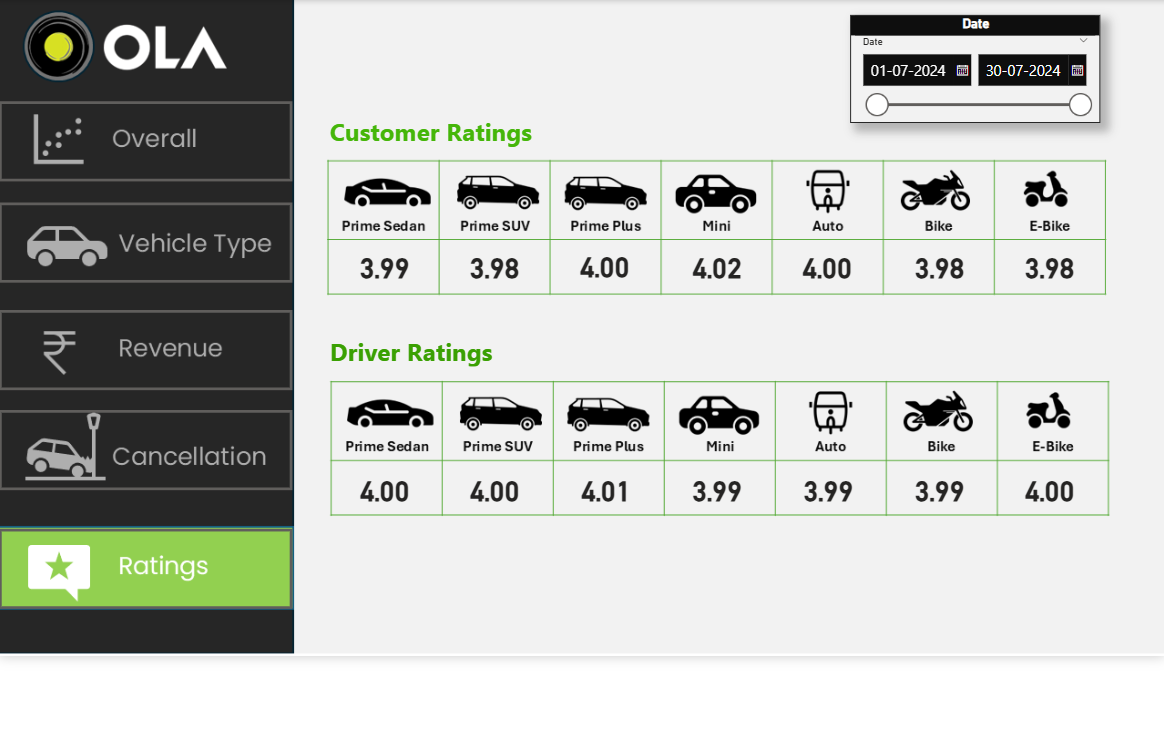 OLA
Overall
Vehicle Type
Revenue
Cancellation
Ratings
Date
Date
01-07-2024 30-07-2024
Customer Ratings
Prime Sedan Prime SUV Prime Plus Mini Auto Bike E-Bike
3.99 3.98 4.00 4.02 4.00 3.98 3.98
Driver Ratings
Prime Sedan Prime SUV Prime Plus Mini Auto Bike E-Bike
4.00 4.00 4.01 3.99 3.99 3.99 4.00